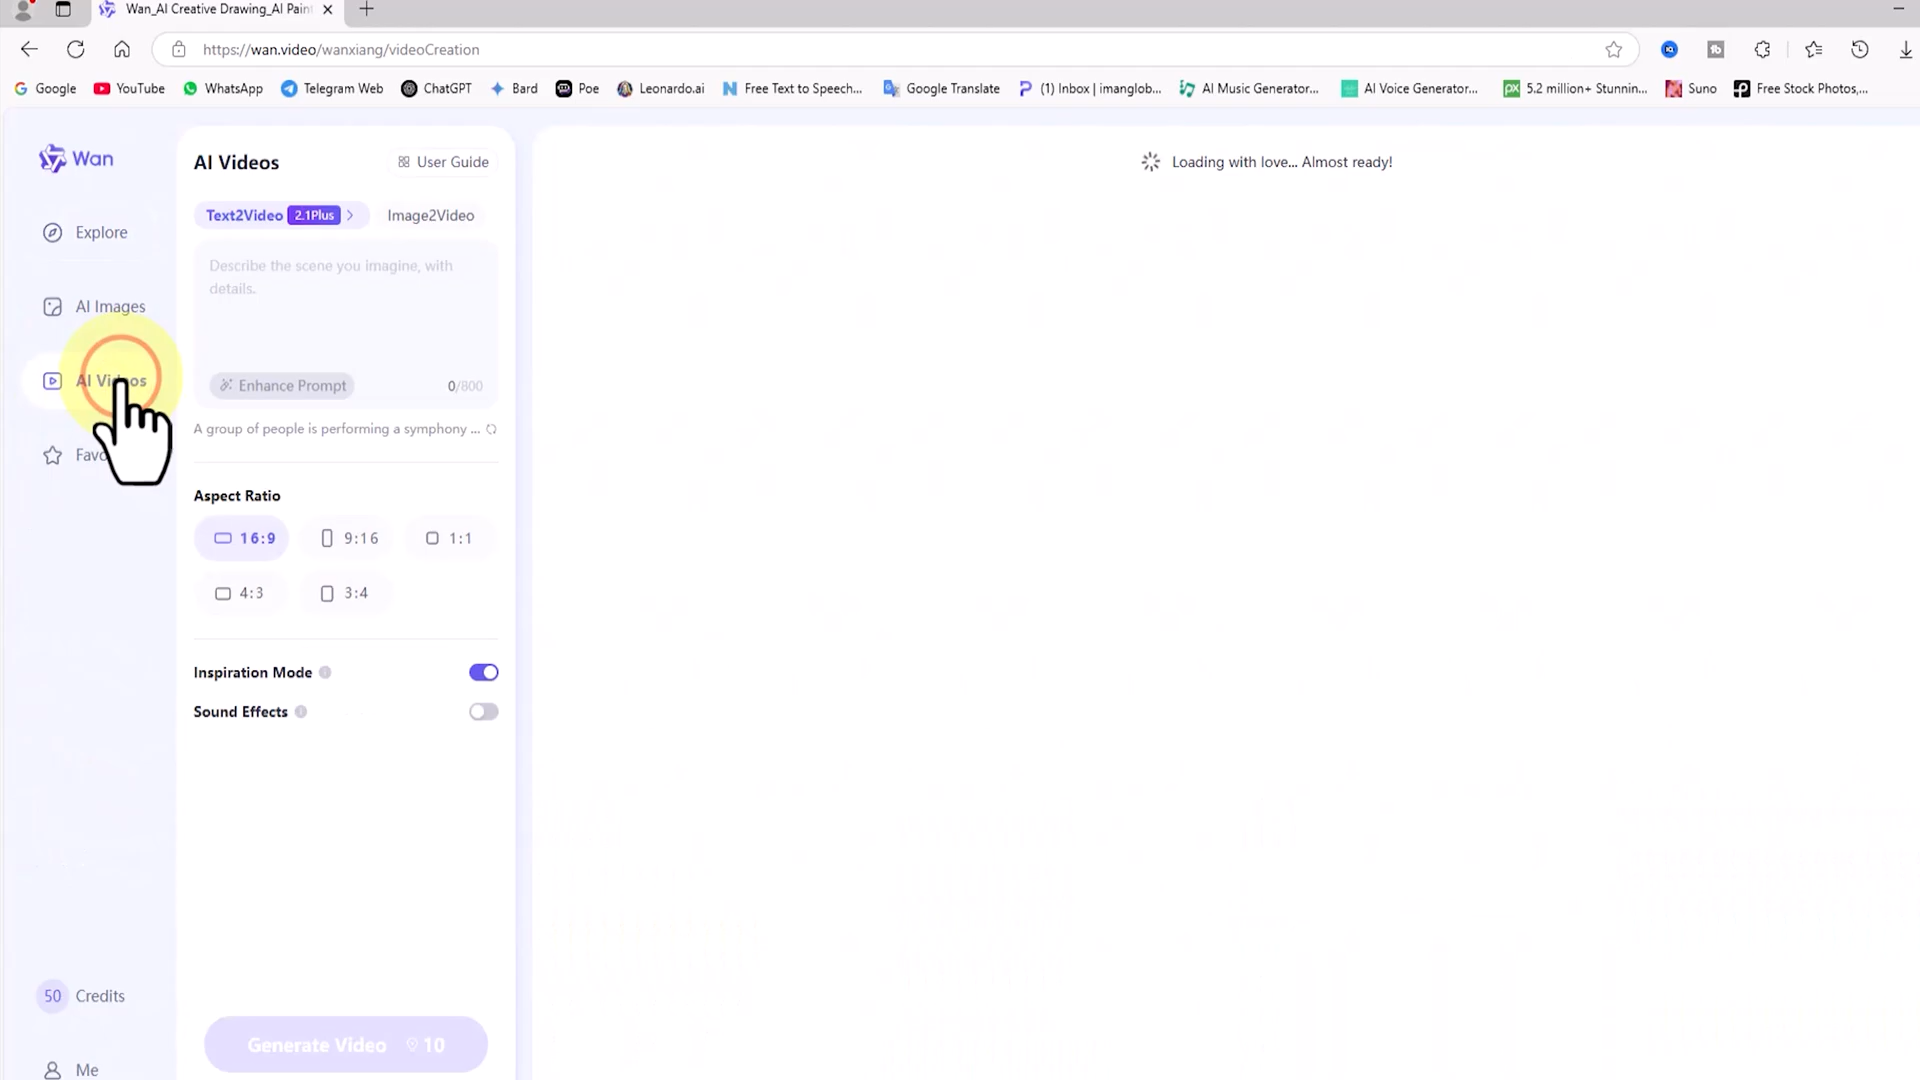 Wan_AI Creative Drawing_AI Pain
https://wan.video/wanxiang/videoCreation
Google
YouTube
WhatsApp
Telegram Web
ChatGPT
Bard
Poe
Leonardo.ai
Free Text to Speech...
Google Translate
(1) Inbox | imanglob...
AI Music Generator...
AI Voice Generator...
5.2 million+ Stunnin...
Suno
Free Stock Photos,...
Wan
Explore
AI Images
AI Videos
Favo
50 Credits
Me
AI Videos
User Guide
Text2Video 2.1Plus
Image2Video
Describe the scene you imagine, with
details.
Enhance Prompt
0/800
A group of people is performing a symphony ...
Aspect Ratio
16:9
9:16
1:1
4:3
3:4
Inspiration Mode
Sound Effects
Generate Video 10
Loading with love... Almost ready!